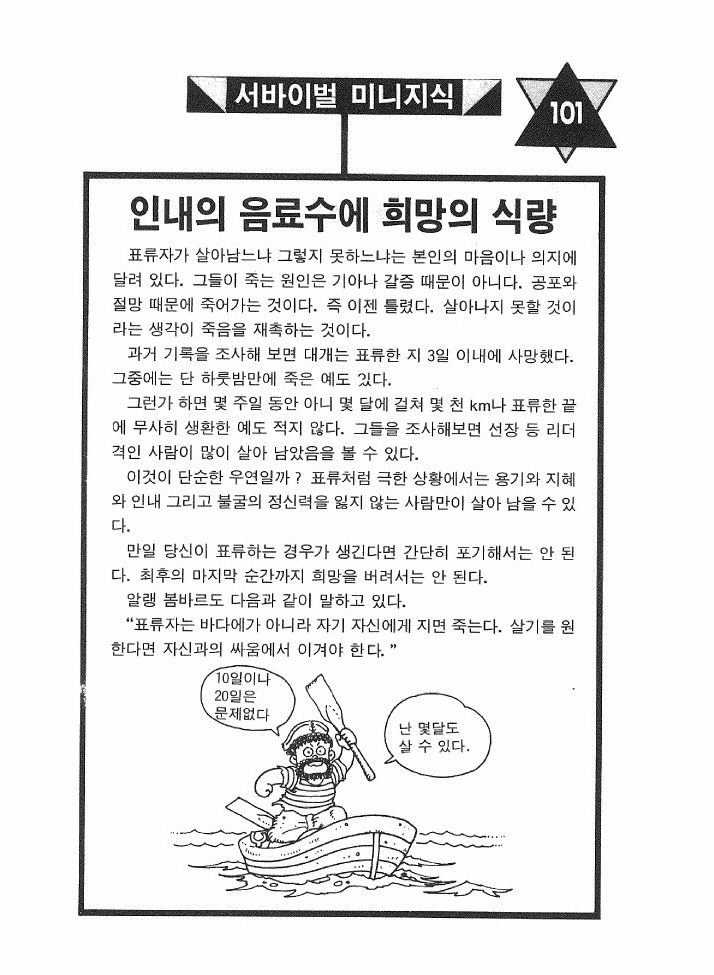 서바이벌 미니지식
101
인내의 음료수에 희망의 식량
표류자가 살아남느냐 그렇지 못하느냐는 본인의 마음이나 의지에
달려 있다. 그들이 죽는 원인은 기아나 갈증 때문이 아니다. 공포와
절망 때문에 죽어가는 것이다. 즉 이젠 틀렸다. 살아나지 못할 것이
라는 생각이 죽음을 재촉하는 것이다.
과거 기록을 조사해 보면 대개는 표류한 지 3일 이내에 사망했다.
그중에는 단 하룻밤만에 죽은 예도 있다.
그런가 하면 몇 주일 동안 아니 몇 달에 걸쳐 몇 천 km나 표류한 끝
에 무사히 생환한 예도 적지 않다. 그들을 조사해보면 선장 등 리더
격인 사람이 많이 살아 남았음을 볼 수 있다.
이것이 단순한 우연일까? 표류처럼 극한 상황에서는 용기와 지혜
와 인내 그리고 불굴의 정신력을 잃지 않는 사람만이 살아 남을 수 있
다.
만일 당신이 표류하는 경우가 생긴다면 간단히 포기해서는 안 된
다. 최후의 마지막 순간까지 희망을 버려서는 안 된다.
알랭 봄바르도 다음과 같이 말하고 있다.
“표류자는 바다에가 아니라 자기 자신에게 지면 죽는다. 살기를 원
한다면 자신과의 싸움에서 이겨야 한다.”
10일이나
20일은
문제없다
난 몇달도
살 수 있다.